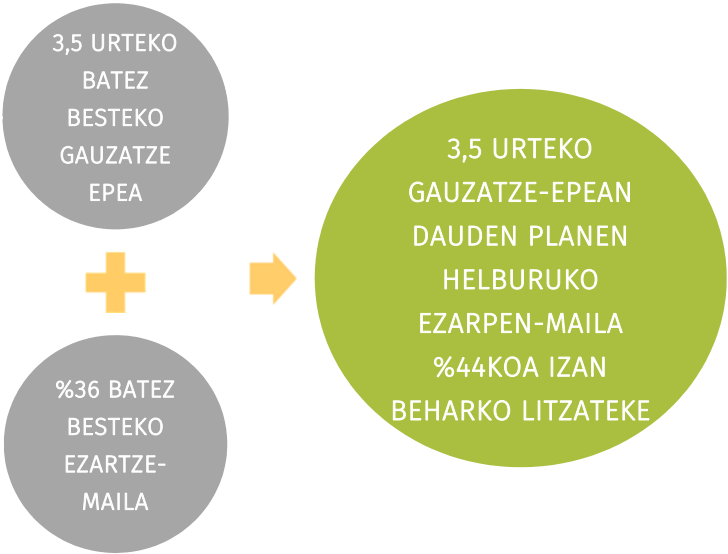 3,5 URTEKO
BATEZ
BESTEKO
GAUZATZE
EPEA
%36 BATEZ
BESTEKO
EZARTZE-
MAILA
3,5 URTEKO
GAUZATZE-EPEAN
DAUDEN PLANEN
HELBURUKO
EZARPEN-MAILA
%44KOA IZAN
BEHARKO LITZATEKE